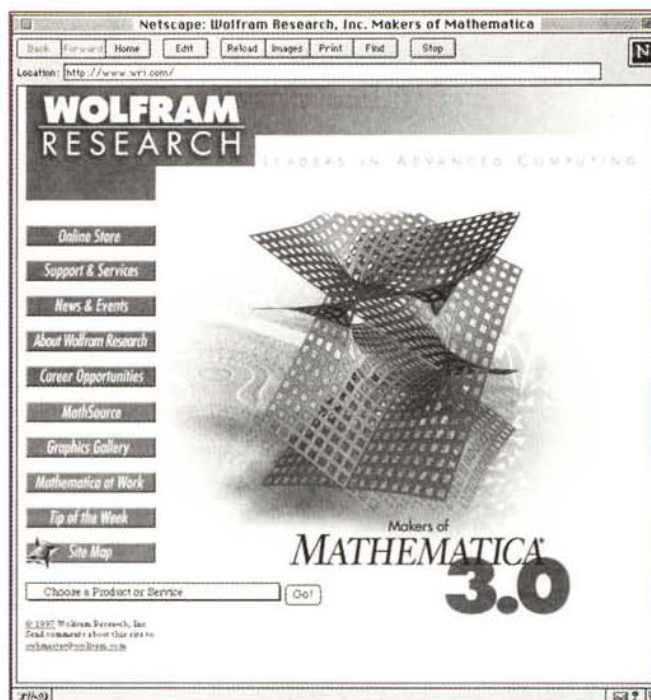 Netscape: Wolfram Research, Inc. Makers of Mathematica
Back Forward Home Edit Reload Images Print Find Stop
N
Location: http://www.wri.com/
WOLFRAM
RESEARCH
LEADERS IN ADVANCED COMPUTING
Online Store
Support & Services
News & Events
About Wolfram Research
Career Opportunities
MathSource
Graphics Gallery
Mathematica at Work
Tip of the Week
Site Map
Makers of
MATHEMATICA®
3.0
Choose a Product or Service Go!
© 1997 Wolfram Research, Inc.
Send comments about this site to
webmaster@wolfram.com
?